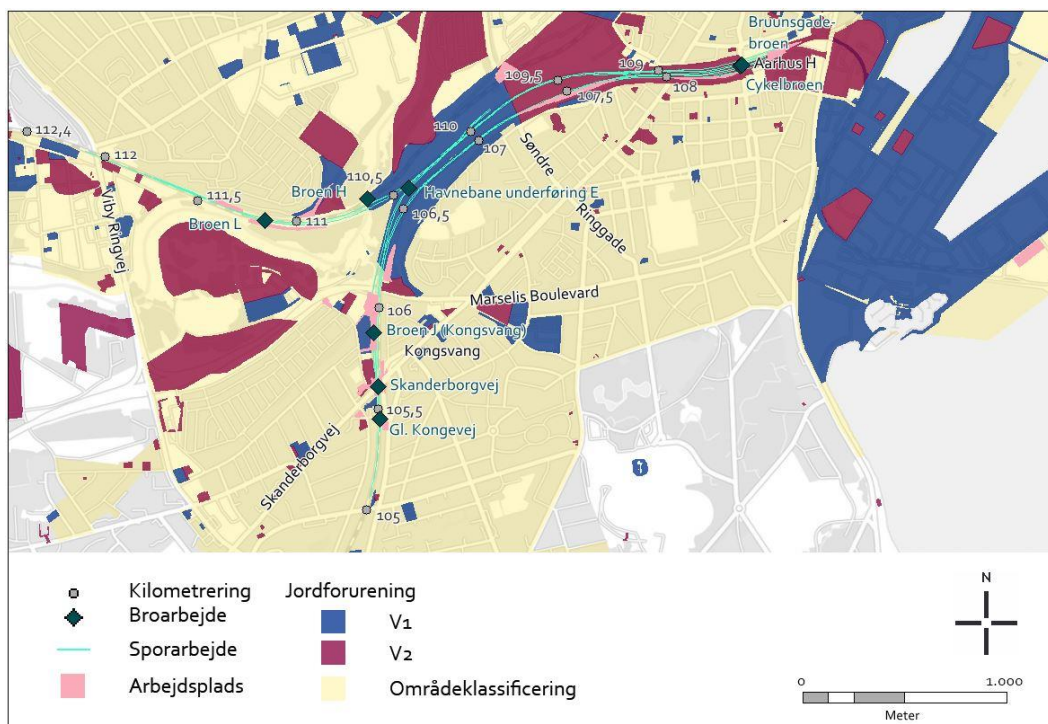 Bruunsgade-
broen
Aarhus H
Cykelbroen
109
108
109,5
107,5
110
107
112,4
112
111,5
Broen L
111
Broen H
110,5
Havnebane underføring E
106,5
Søndre
Ringgade
Viby Ringvej
Marselis Boulevard
106
Broen J (Kongsvang)
Kongsvang
Skanderborgvej
105,5
Gl. Kongevej
Skanderborgvej
105
Kilometrering
Broarbejde
Sporarbejde
Arbejdsplads
Jordforurening
V1
V2
Områdeklassificering
N
0 1.000
Meter